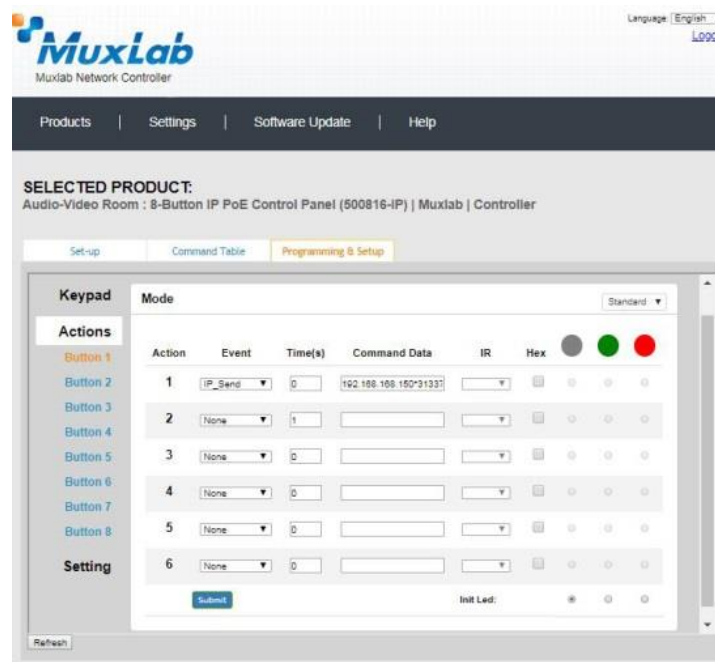 Language: English
Logo
MuxLab
Muxlab Network Controller
Products | Settings | Software Update | Help
SELECTED PRODUCT:
Audio-Video Room : 8-Button IP PoE Control Panel (500816-IP) | Muxlab | Controller
Set-up Command Table Programming & Setup
Keypad
Actions
Button 1
Button 2
Button 3
Button 4
Button 5
Button 6
Button 7
Button 8
Setting
Mode Standard
Action Event Time(s) Command Data IR Hex
1 IP_Send 0 192.168.168.150*31337
2 None 1
3 None 0
4 None 0
5 None 0
6 None 0
Submit Init Led:
Refresh